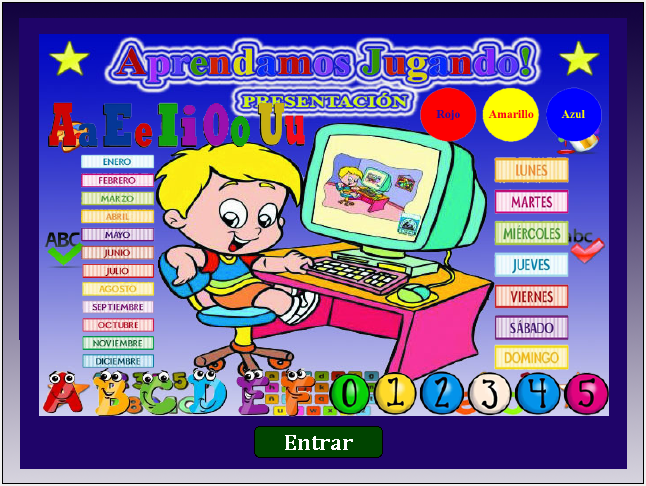 Aprendamos Jugando!
PRESENTACIÓN
Aa Ee Ii Oo Uu
Rojo
Amarillo
Azul
ENERO
FEBRERO
MARZO
ABRIL
MAYO
JUNIO
JULIO
AGOSTO
SEPTIEMBRE
OCTUBRE
NOVIEMBRE
DICIEMBRE
ABC
LUNES
MARTES
MIÉRCOLES
JUEVES
VIERNES
SÁBADO
DOMINGO
abc
A B C D E F 0 1 2 3 4 5
Entrar